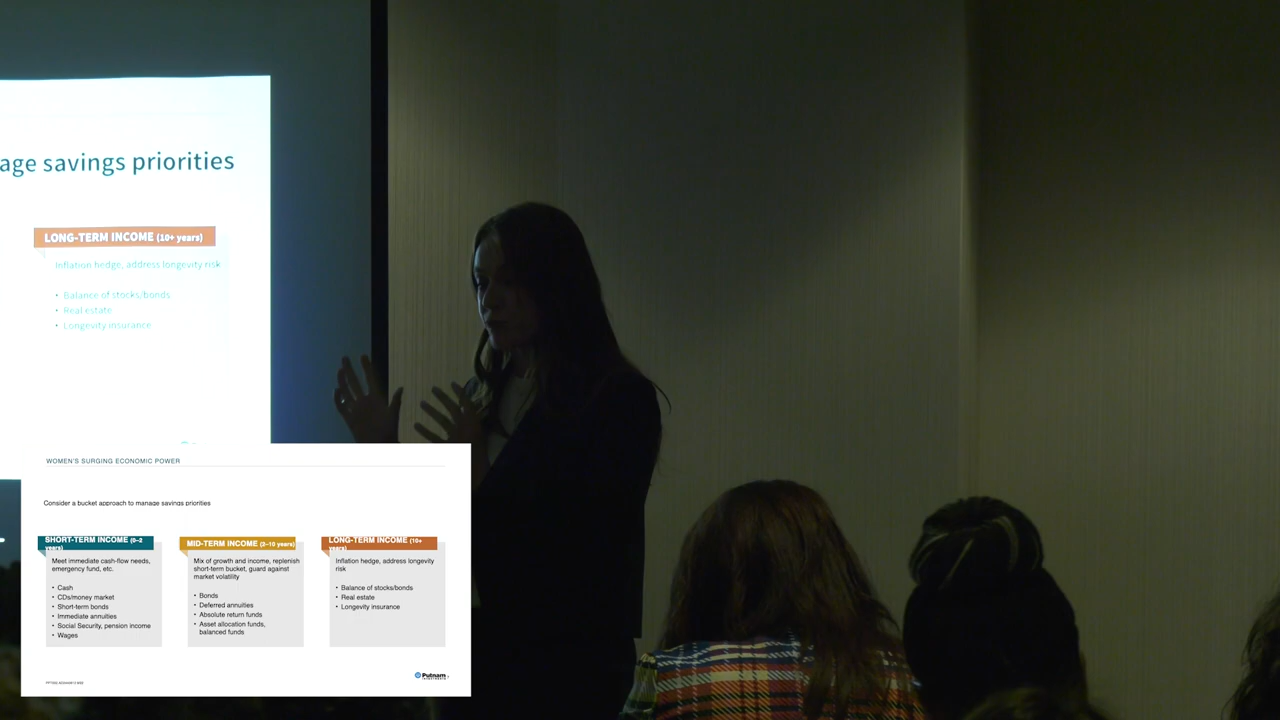 age savings priorities
LONG-TERM INCOME (10+ years)
Inflation hedge, address longevity risk
• Balance of stocks/bonds
• Real estate
• Longevity insurance
WOMEN'S SURGING ECONOMIC POWER
Consider a bucket approach to manage savings priorities
SHORT-TERM INCOME (0–2
years)
Meet immediate cash-flow needs,
emergency fund, etc.
• Cash
• CDs/money market
• Short-term bonds
• Immediate annuities
• Social Security, pension income
• Wages
MID-TERM INCOME (2–10 years)
Mix of growth and income, replenish
short-term bucket, guard against
market volatility
• Bonds
• Deferred annuities
• Absolute return funds
• Asset allocation funds,
balanced funds
LONG-TERM INCOME (10+
years)
Inflation hedge, address longevity
risk
• Balance of stocks/bonds
• Real estate
• Longevity insurance
Putnam
INVESTMENTS